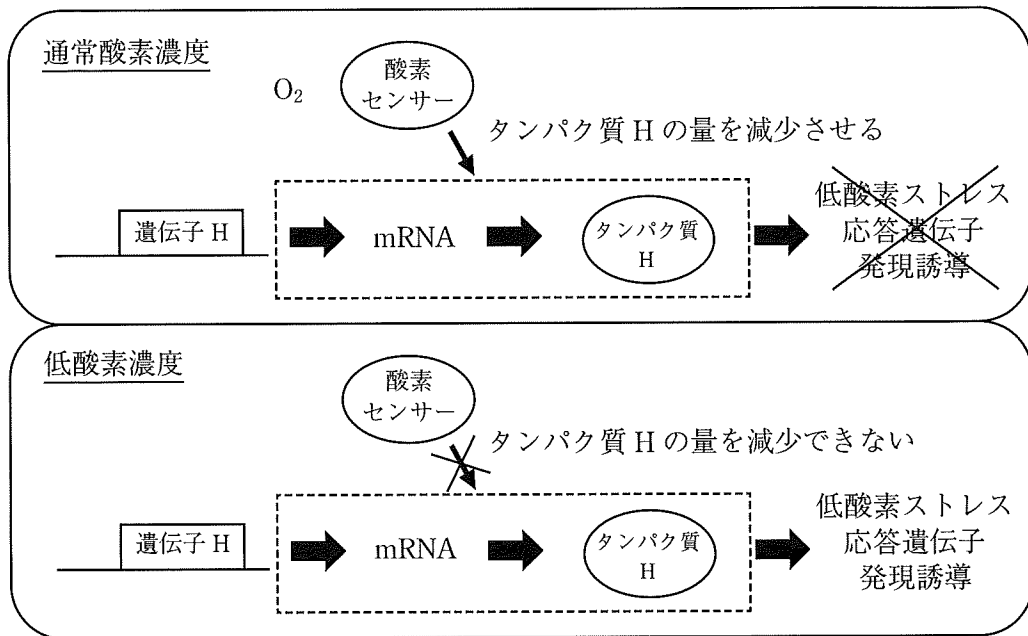 通常酸素濃度
O₂
酸素
センサー
タンパク質 H の量を減少させる
遺伝子 H
mRNA
タンパク質
H
低酸素ストレス
応答遺伝子
発現誘導
低酸素濃度
酸素
センサー
タンパク質 H の量を減少できない
遺伝子 H
mRNA
タンパク質
H
低酸素ストレス
応答遺伝子
発現誘導